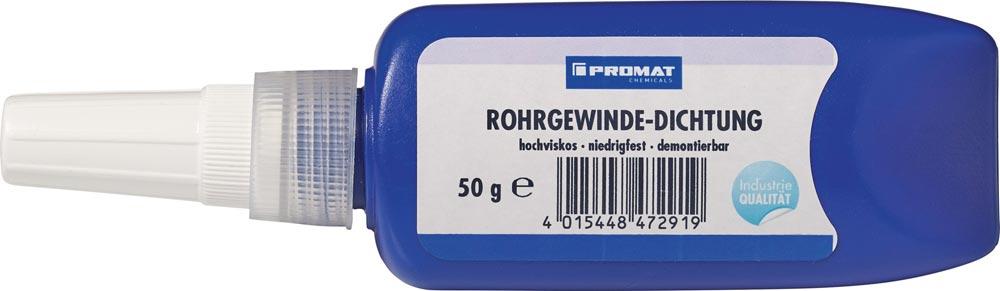 PROMAT
CHEMICALS
ROHRGEWINDE-DICHTUNG
hochviskos · niedrigfest · demontierbar
50 g ℮
Industrie
QUALITÄT
4 015448 472919